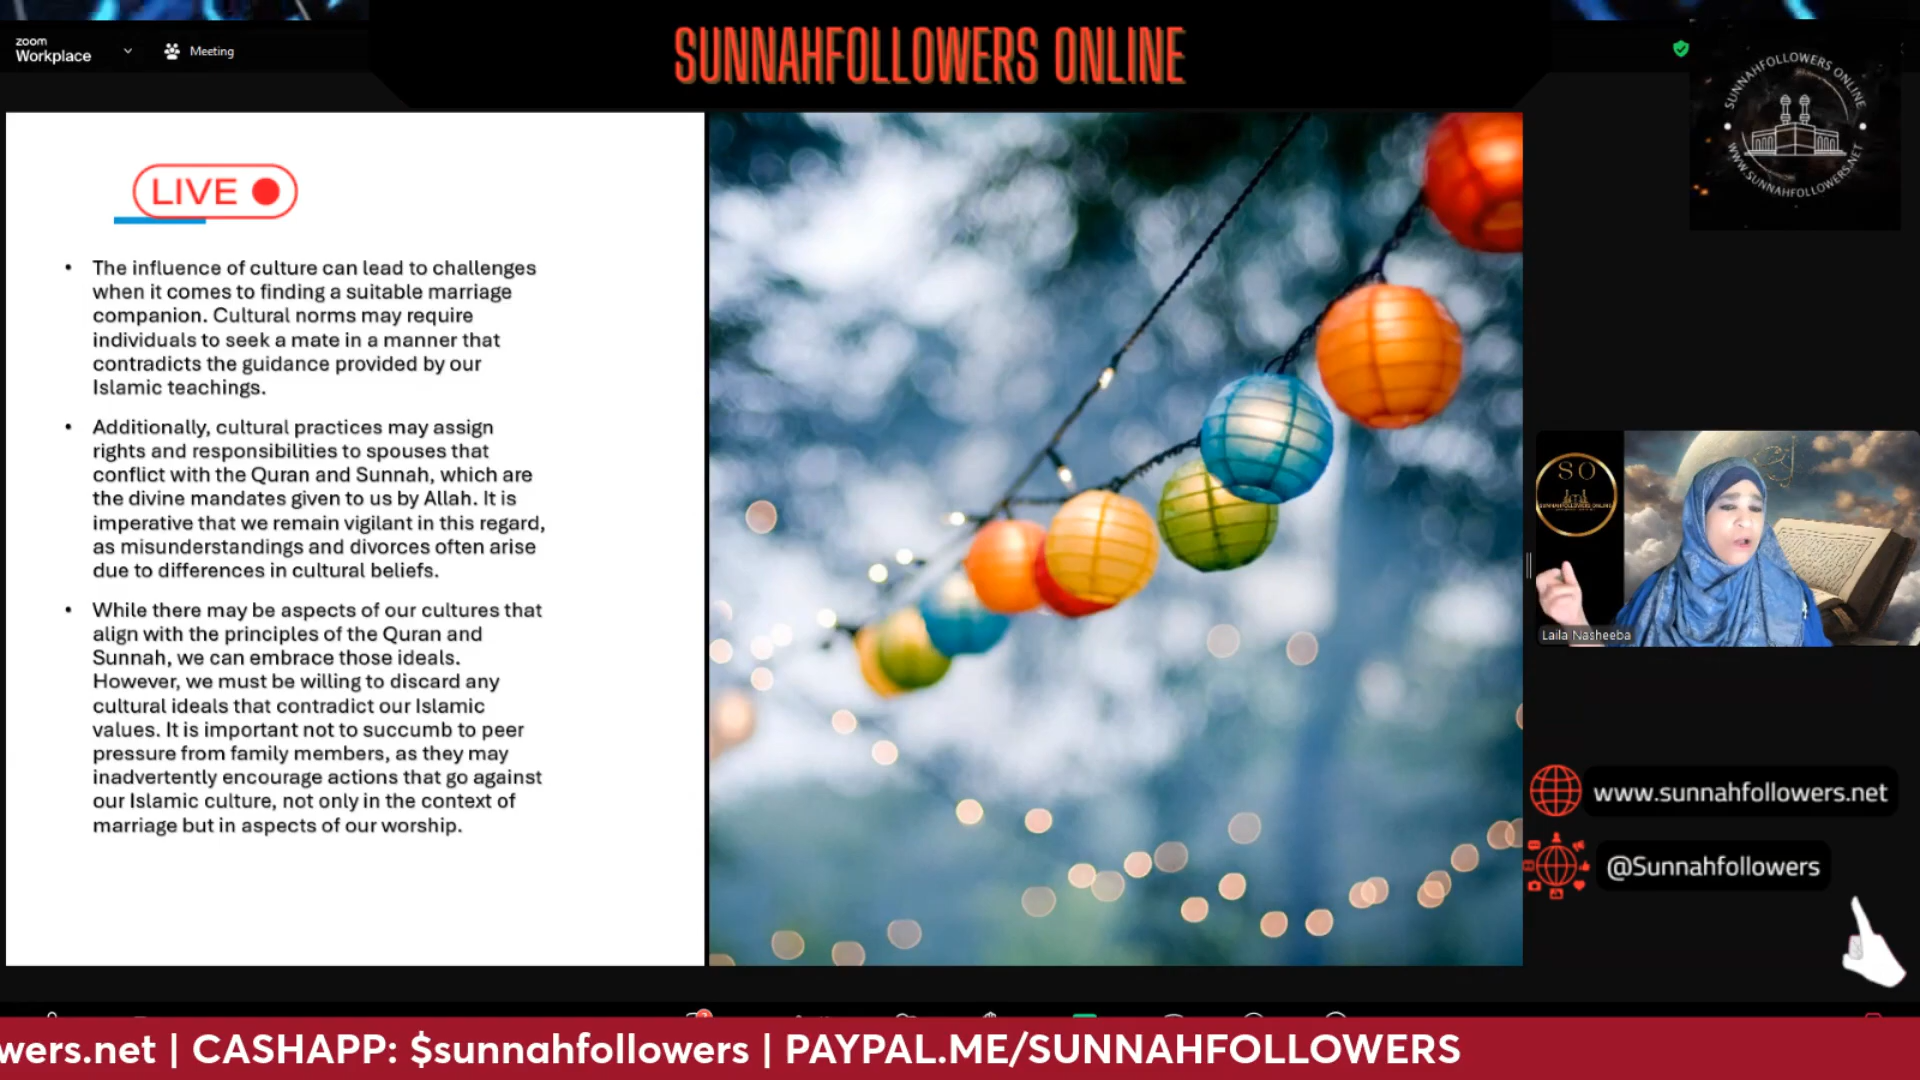 SUNNAHFOLLOWERS ONLINE
zoom
Workplace
Meeting
SUNNAHFOLLOWERS ONLINE
WWW.SUNNAHFOLLOWERS.NET
LIVE
• The influence of culture can lead to challenges
when it comes to finding a suitable marriage
companion. Cultural norms may require
individuals to seek a mate in a manner that
contradicts the guidance provided by our
Islamic teachings.
• Additionally, cultural practices may assign
rights and responsibilities to spouses that
conflict with the Quran and Sunnah, which are
the divine mandates given to us by Allah. It is
imperative that we remain vigilant in this regard,
as misunderstandings and divorces often arise
due to differences in cultural beliefs.
• While there may be aspects of our cultures that
align with the principles of the Quran and
Sunnah, we can embrace those ideals.
However, we must be willing to discard any
cultural ideals that contradict our Islamic
values. It is important not to succumb to peer
pressure from family members, as they may
inadvertently encourage actions that go against
our Islamic culture, not only in the context of
marriage but in aspects of our worship.
SO
SUNNAHFOLLOWERS ONLINE
Laila Nasheeba
www.sunnahfollowers.net
@Sunnahfollowers
wers.net | CASHAPP: $sunnahfollowers | PAYPAL.ME/SUNNAHFOLLOWERS